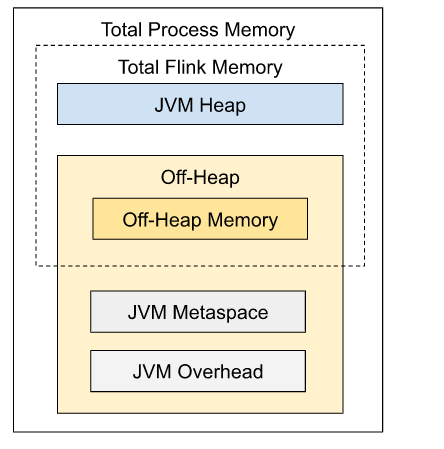 Total Process Memory
Total Flink Memory
JVM Heap
Off-Heap
Off-Heap Memory
JVM Metaspace
JVM Overhead